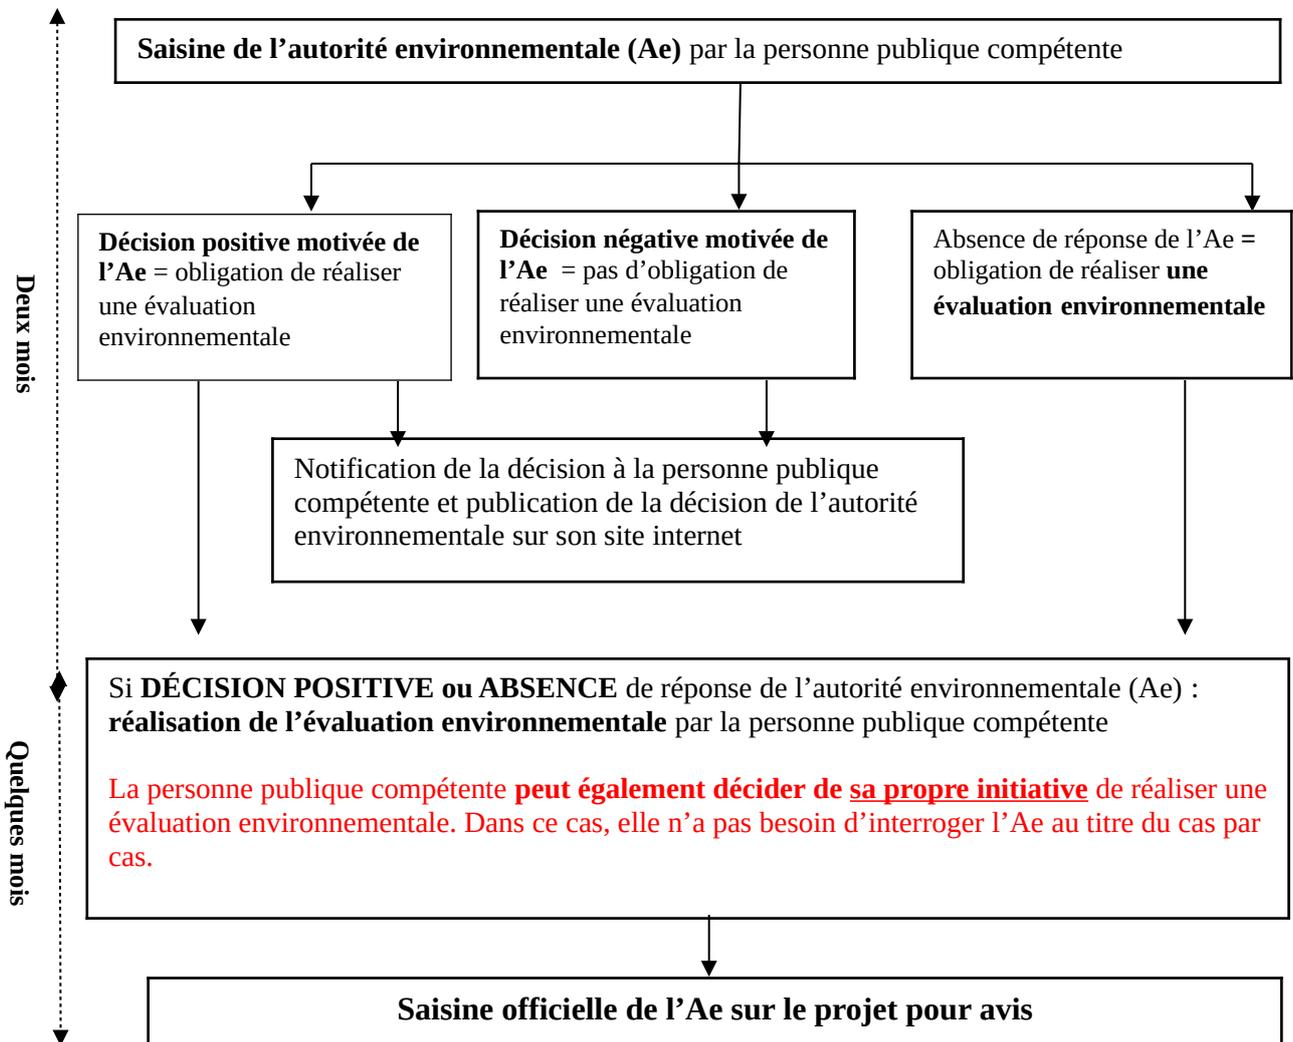 Saisine de l’autorité environnementale (Ae) par la personne publique compétente
Décision positive motivée de
l’Ae = obligation de réaliser
une évaluation
environnementale
Décision négative motivée de
l’Ae = pas d’obligation de
réaliser une évaluation
environnementale
Absence de réponse de l’Ae =
obligation de réaliser une
évaluation environnementale
Deux mois
Notification de la décision à la personne publique
compétente et publication de la décision de l’autorité
environnementale sur son site internet
Si DÉCISION POSITIVE ou ABSENCE de réponse de l’autorité environnementale (Ae) :
réalisation de l’évaluation environnementale par la personne publique compétente
La personne publique compétente peut également décider de sa propre initiative de réaliser une
évaluation environnementale. Dans ce cas, elle n’a pas besoin d’interroger l’Ae au titre du cas par
cas.
Quelques mois
Saisine officielle de l’Ae sur le projet pour avis